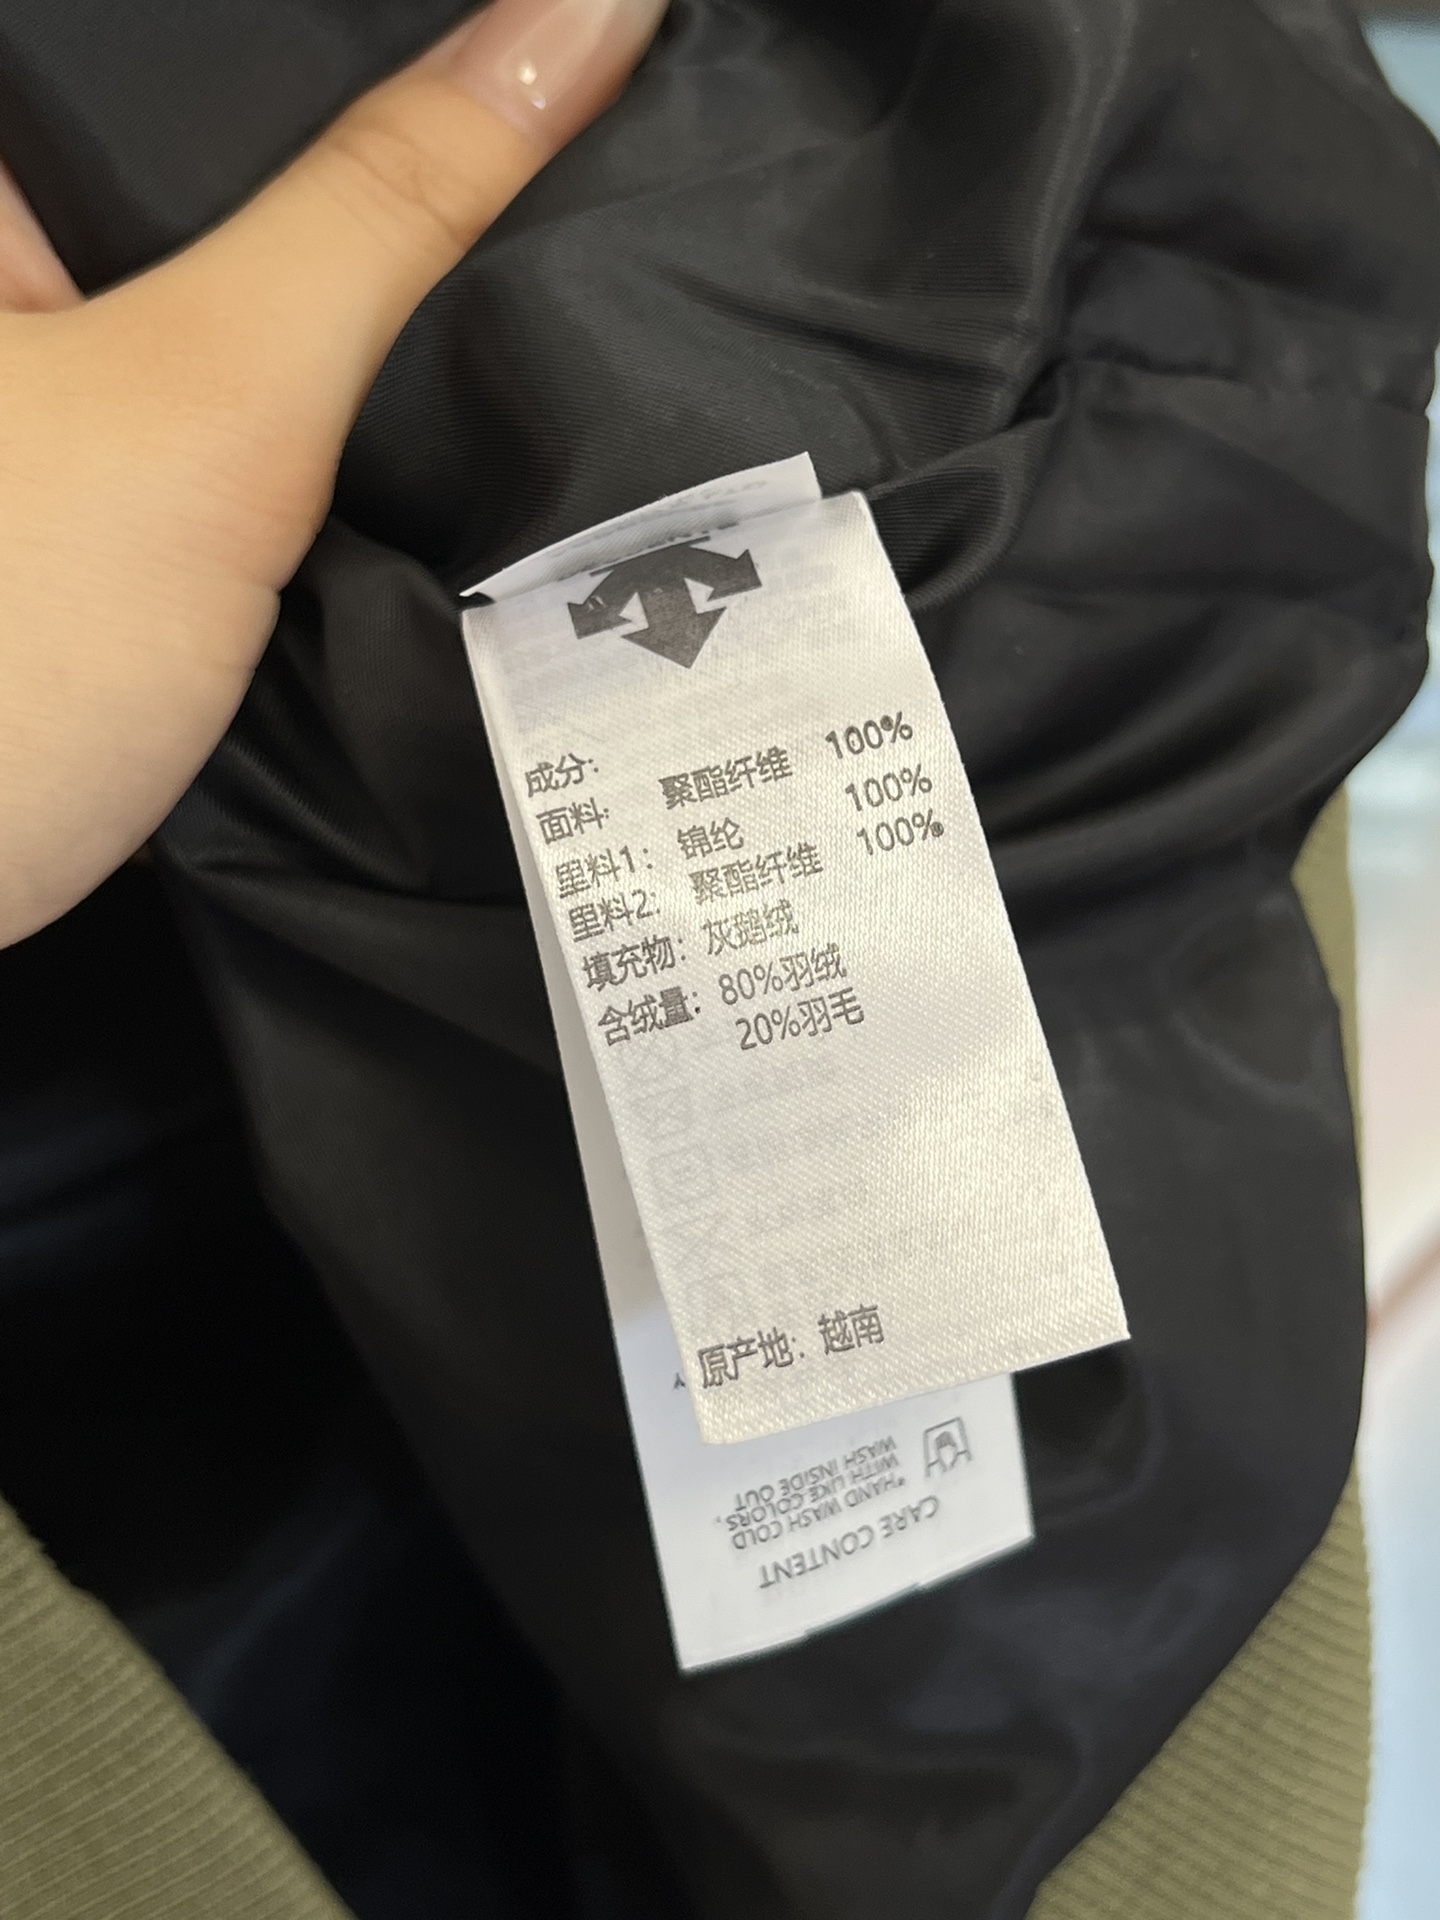 成分:
面料: 聚酯纤维 100%
里料1: 锦纶 100%
里料2: 聚酯纤维 100%
填充物: 灰鹅绒
含绒量: 80%羽绒
20%羽毛
原产地: 越南
CARE CONTENT
*HAND WASH COLD
WITH LIKE COLORS,
WASH INSIDE OUT